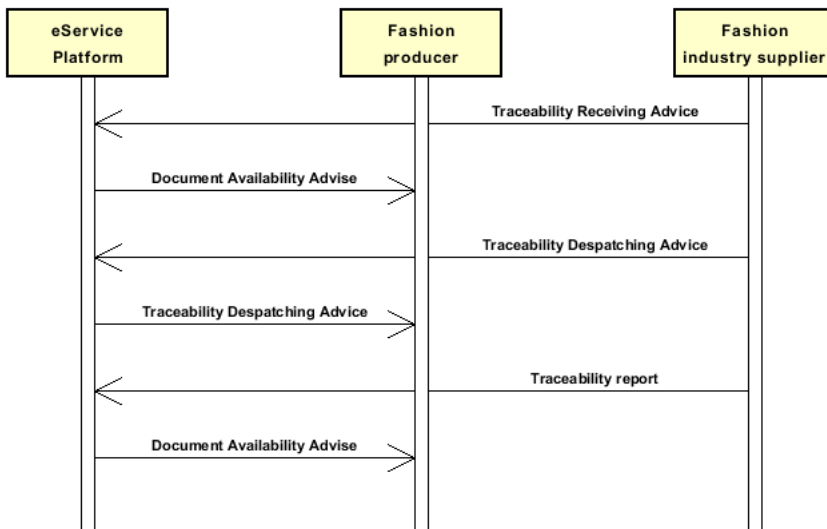 eService
Platform
Fashion
producer
Fashion
industry supplier
Traceability Receiving Advice
Document Availability Advise
Traceability Despatching Advice
Traceability Despatching Advice
Traceability report
Document Availability Advise